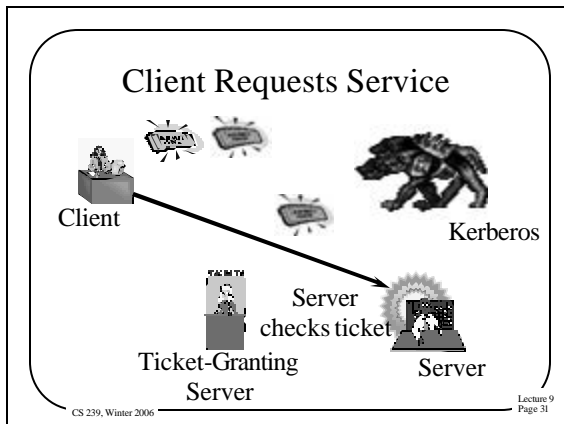 Client Requests Service
Client
Kerberos
Server
checks ticket
Ticket-Granting
Server
Server
CS 239, Winter 2006
Lecture 9
Page 31